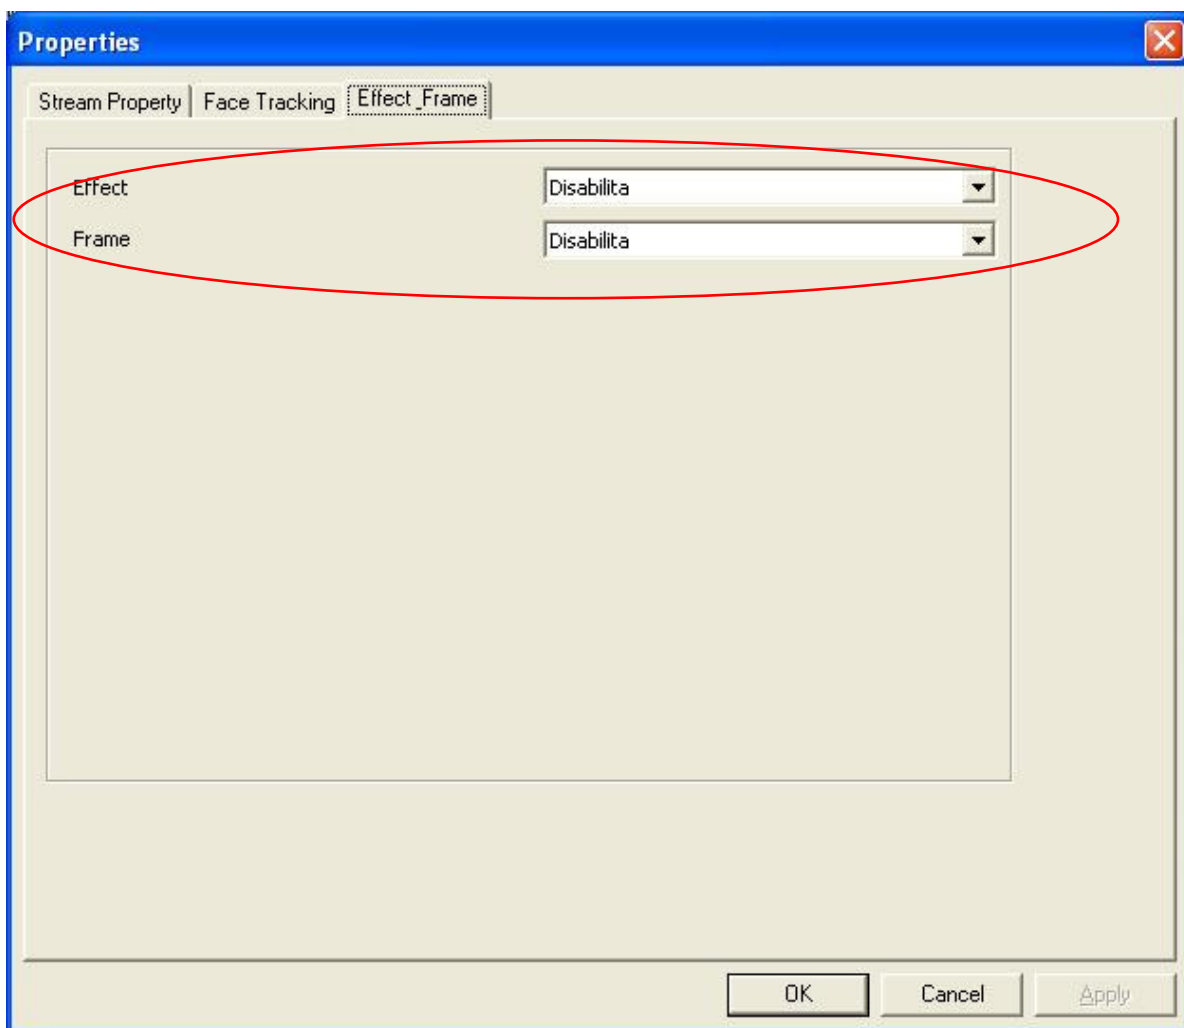 Properties
Stream Property Face Tracking Effect_Frame
Effect Disabilita
Frame Disabilita
OK Cancel Apply